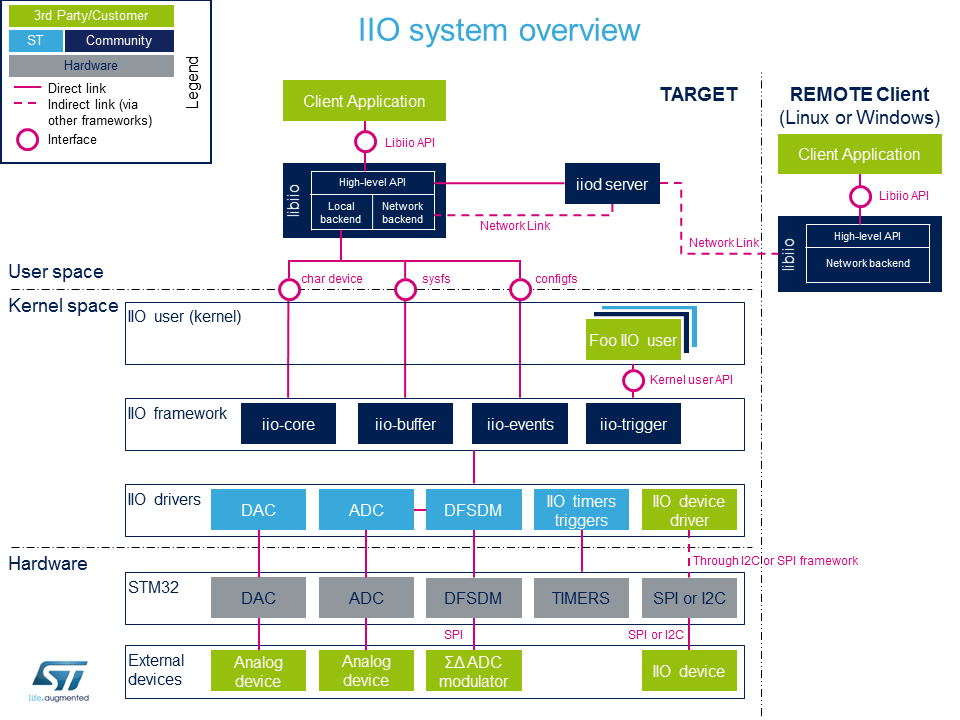 3rd Party/Customer
ST
Community
Hardware
Direct link
Indirect link (via
other frameworks)
Interface
Legend
IIO system overview
TARGET
REMOTE Client
(Linux or Windows)
Client Application
Libiio API
libiio
High-level API
Local
backend
Network
backend
iiod server
Network Link
Network Link
Client Application
Libiio API
libiio
High-level API
Network backend
User space
char device
sysfs
configfs
Kernel space
IIO user (kernel)
Foo IIO user
Kernel user API
IIO framework
iio-core
iio-buffer
iio-events
iio-trigger
IIO drivers
DAC
ADC
DFSDM
IIO timers
triggers
IIO device
driver
Hardware
Through I2C or SPI framework
STM32
DAC
ADC
DFSDM
TIMERS
SPI or I2C
SPI
SPI or I2C
External
devices
Analog
device
Analog
device
ΣΔ ADC
modulator
IIO device
ST
life.augmented